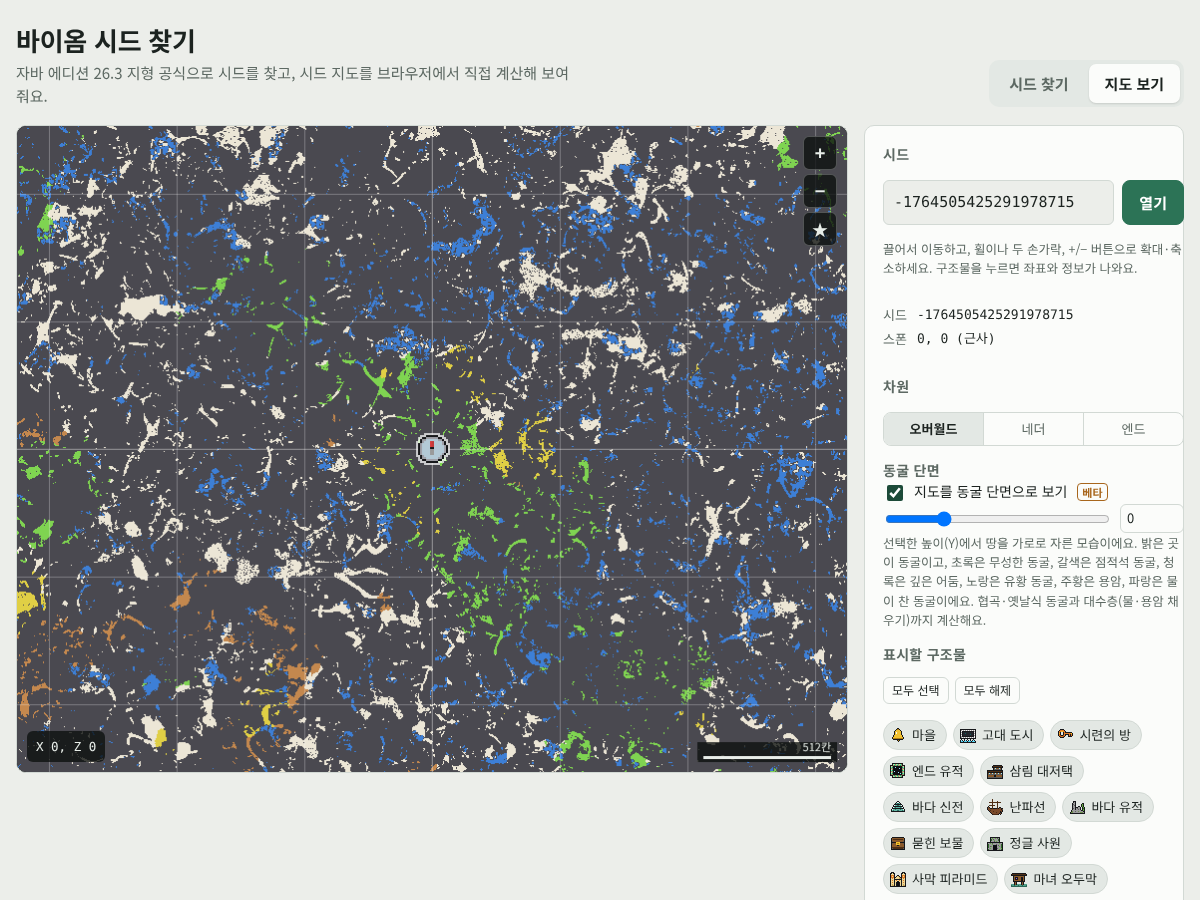 바이옴 시드 찾기
자바 에디션 26.3 지형 공식으로 시드를 찾고, 시드 지도를 브라우저에서 직접 계산해 보여
줘요.
시드 찾기
지도 보기
+
−
★
X 0, Z 0
512칸
시드
-1764505425291978715
열기
끌어서 이동하고, 휠이나 두 손가락, +/− 버튼으로 확대·축
소하세요. 구조물을 누르면 좌표와 정보가 나와요.
시드 -1764505425291978715
스폰 0, 0 (근사)
차원
오버월드
네더
엔드
동굴 단면
지도를 동굴 단면으로 보기 베타
0
선택한 높이(Y)에서 땅을 가로로 자른 모습이에요. 밝은 곳
이 동굴이고, 초록은 무성한 동굴, 갈색은 점적석 동굴, 청
록은 깊은 어둠, 노랑은 유황 동굴, 주황은 용암, 파랑은 물
이 찬 동굴이에요. 협곡·옛날식 동굴과 대수층(물·용암 채
우기)까지 계산해요.
표시할 구조물
모두 선택
모두 해제
마을
고대 도시
시련의 방
엔드 유적
삼림 대저택
바다 신전
난파선
바다 유적
묻힌 보물
정글 사원
사막 피라미드
마녀 오두막